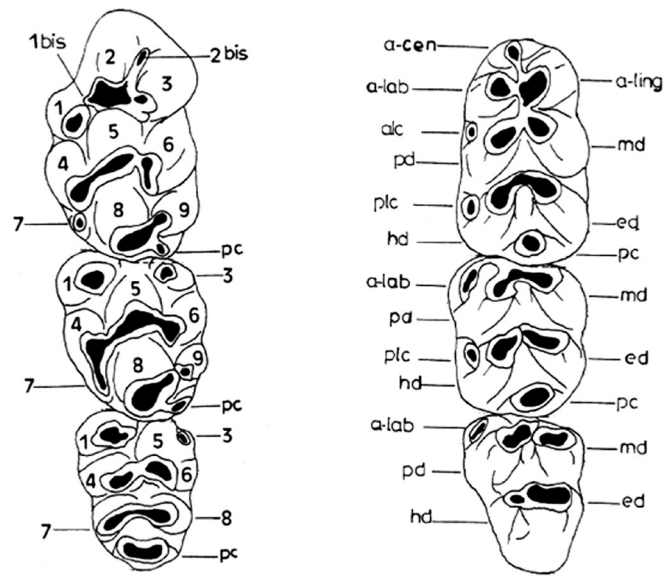 1bis
2
2bis
3
1
5
4
6
7
8
9
pc
1
3
5
4
6
8
9
7
pc
1
5
3
4
6
7
8
pc
a-cen
a-lab
a-ling
alc
md
pd
plc
ed
hd
pc
a-lab
md
pd
plc
ed
hd
pc
a-lab
md
pd
ed
hd